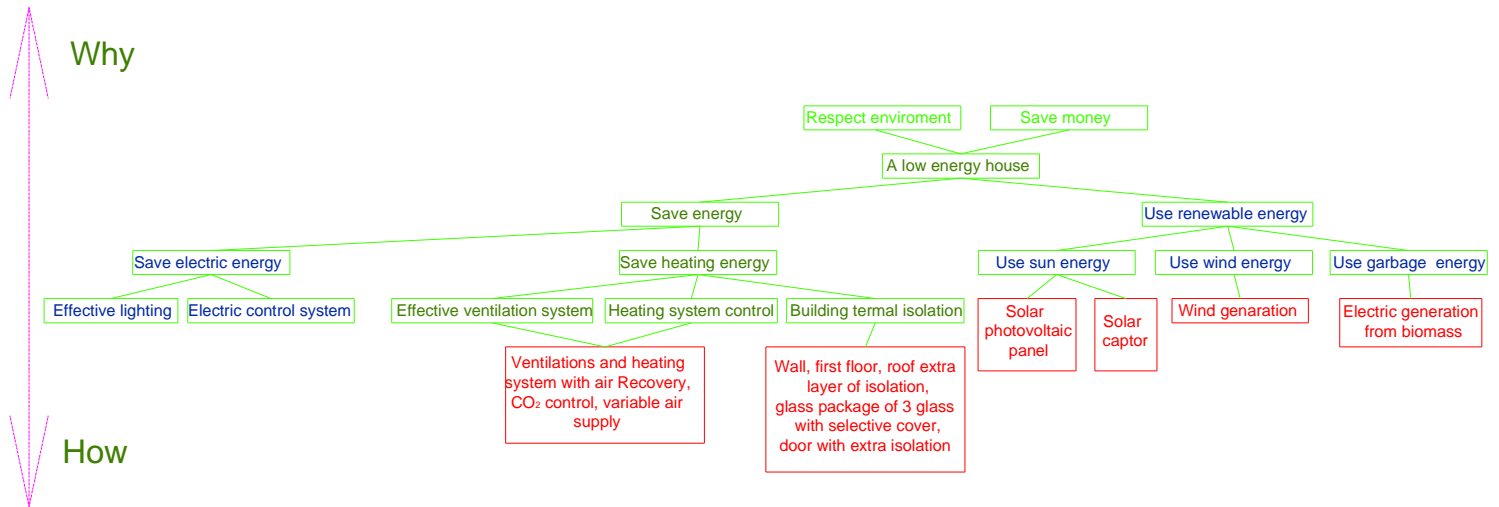 Why
Respect enviroment
Save money
A low energy house
Save energy
Use renewable energy
Save electric energy
Save heating energy
Use sun energy
Use wind energy
Use garbage energy
Effective lighting
Electric control system
Effective ventilation system
Heating system control
Building termal isolation
Solar
photovoltaic
panel
Solar
captor
Wind genaration
Electric generation
from biomass
Ventilations and heating
system with air Recovery,
CO₂ control, variable air
supply
Wall, first floor, roof extra
layer of isolation,
glass package of 3 glass
with selective cover,
door with extra isolation
How